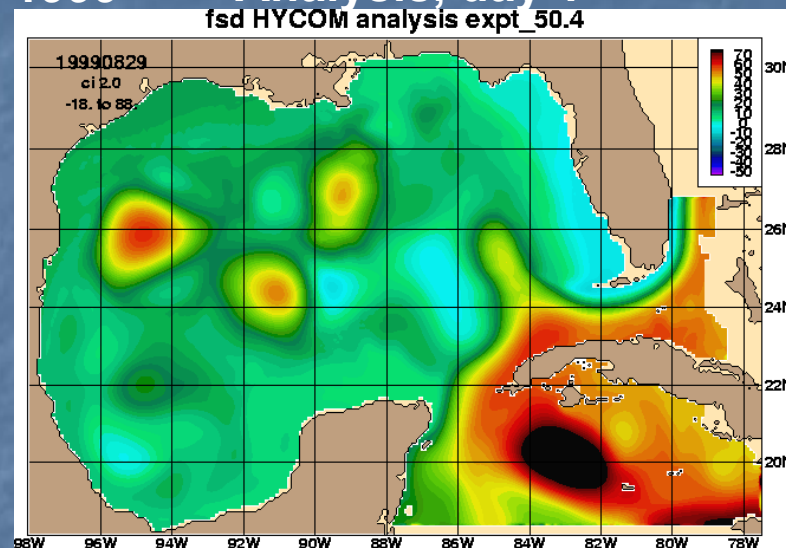 Analysis, day
fsd HYCOM analysis expt_50.4
19990829
ci 2.0
-18. to 88.
70
60
50
40
30
20
10
0
-10
-20
-30
-40
-50
30N
28N
26N
24N
22N
20N
98W 96W 94W 92W 90W 88W 86W 84W 82W 80W 78W